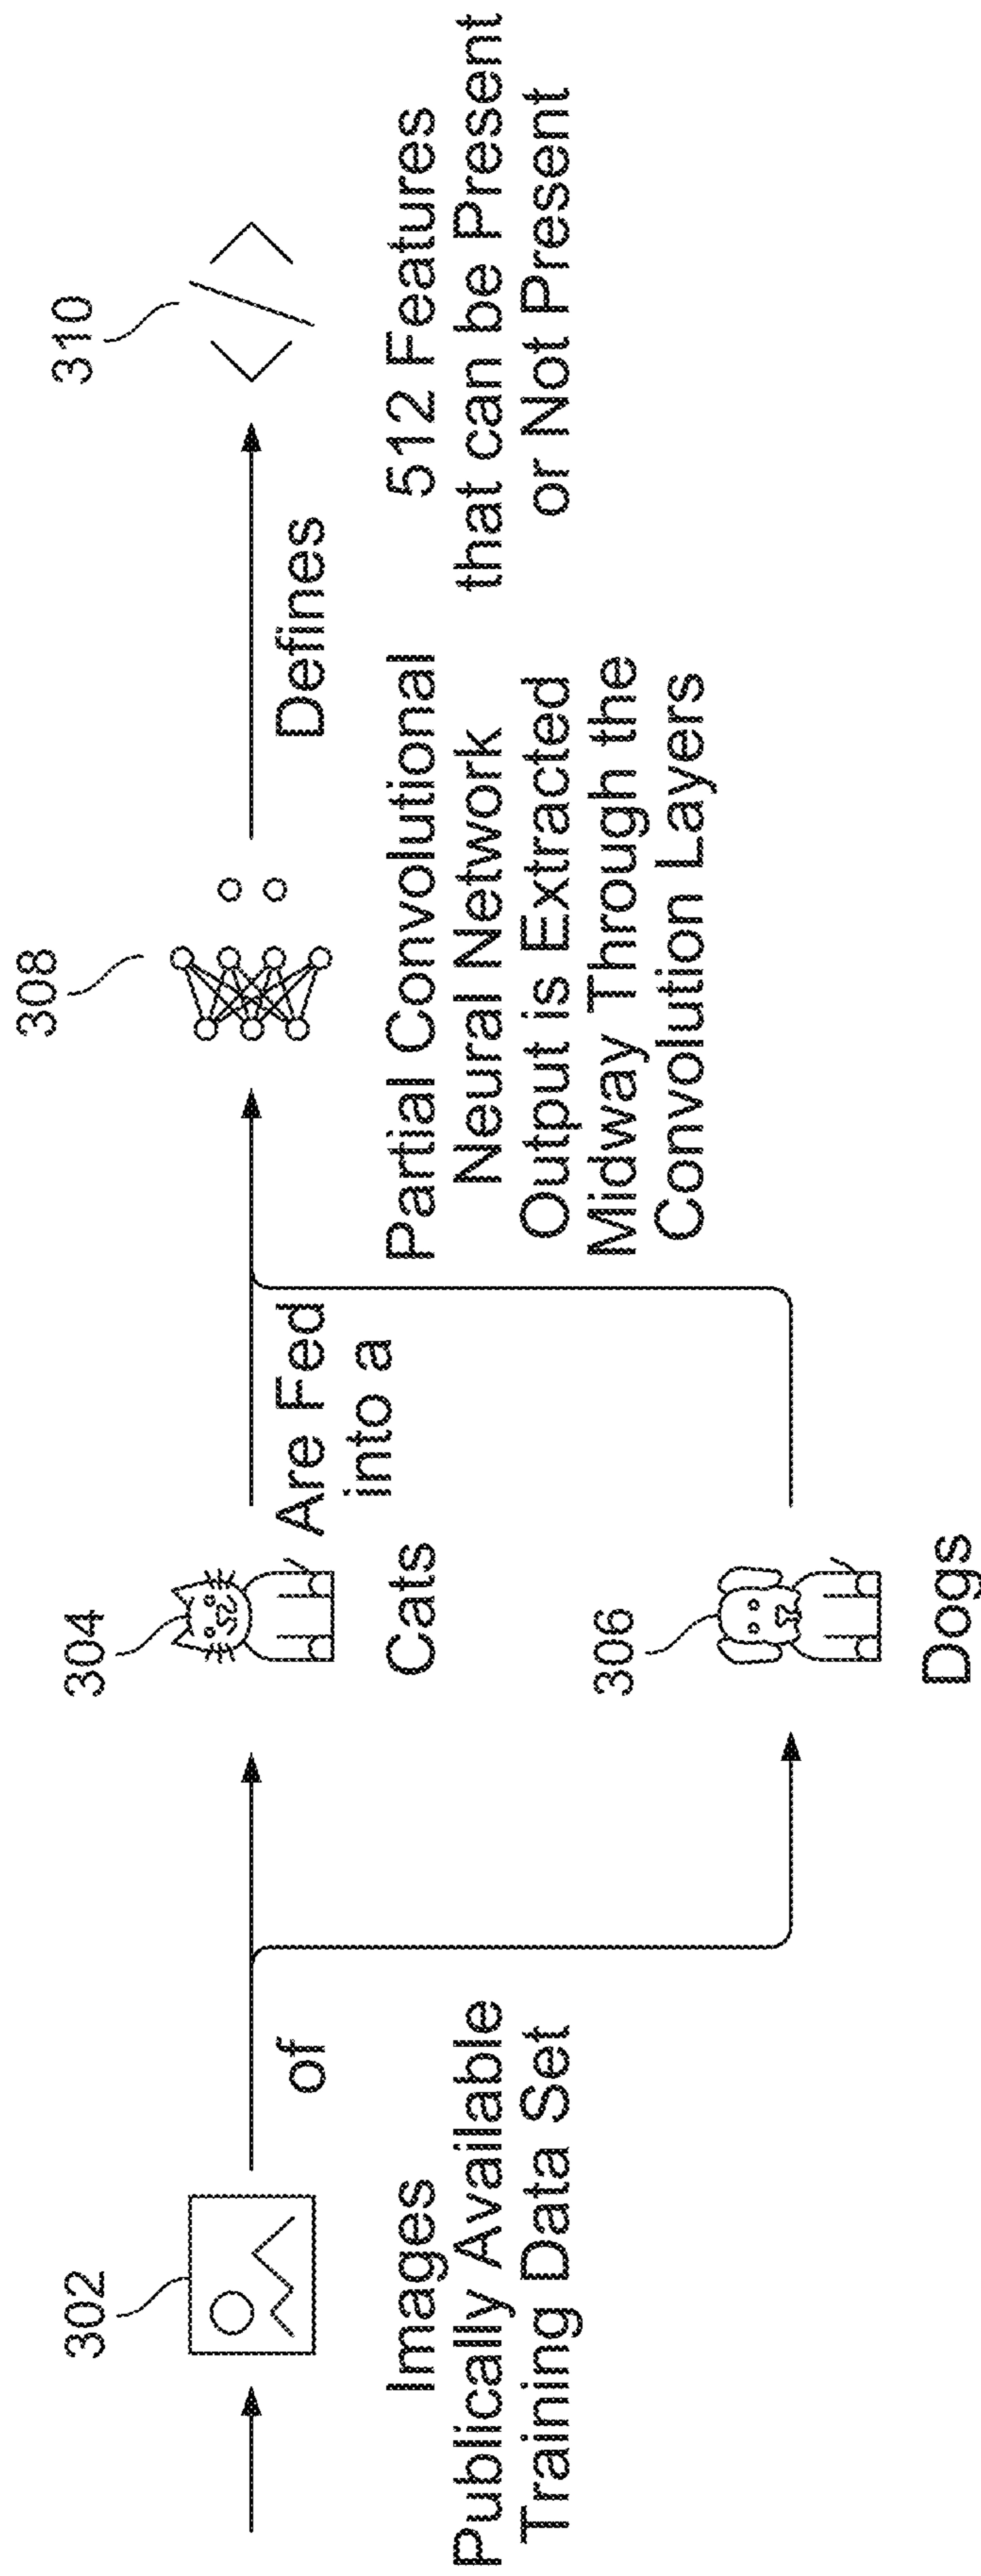 302
Images
Publically Available
Training Data Set
of
304
Cats
306
Dogs
Are Fed
into a
308
Partial Convolutional
Neural Network
Output is Extracted
Midway Through the
Convolution Layers
Defines
310
512 Features
that can be Present
or Not Present